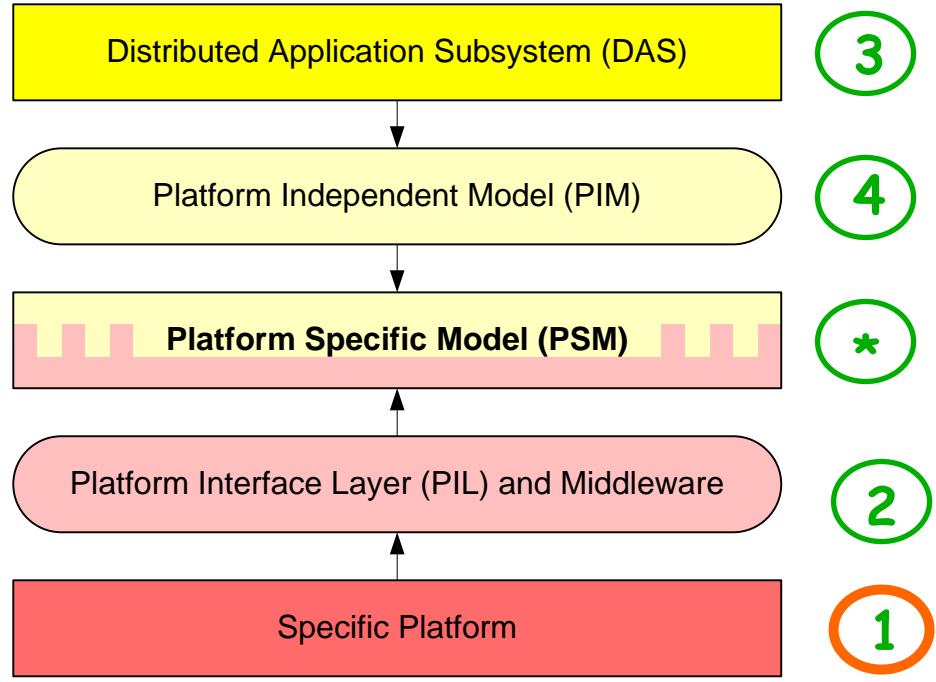 Distributed Application Subsystem (DAS)
3
Platform Independent Model (PIM)
4
Platform Specific Model (PSM)
*
Platform Interface Layer (PIL) and Middleware
2
Specific Platform
1